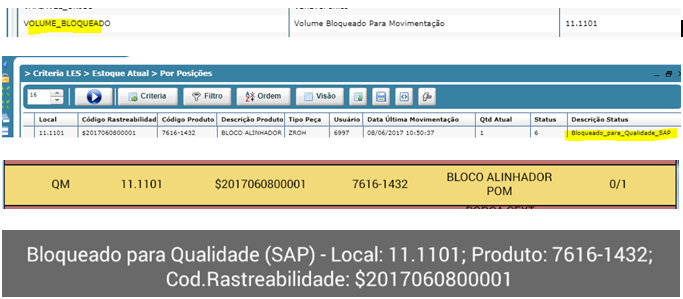 VOLUME_BLOQUEADO Volume Bloqueado Para Movimentação 11.1101
> Criteria LES > Estoque Atual > Por Posições
16 Criteria Filtro Ordem Visão
Local Código Rastreabilidad Código Produto Descrição Produto Tipo Peça Usuário Data Última Movimentação Qtd Atual Status Descrição Status
11.1101 $2017060800001 7616-1432 BLOCO ALINHADOR ZROH 6997 08/06/2017 10:50:37 1 6 Bloqueado_para_Qualidade_SAP
QM 11.1101 $2017060800001 7616-1432 BLOCO ALINHADOR 0/1
POM
Bloqueado para Qualidade (SAP) - Local: 11.1101; Produto: 7616-1432;
Cod.Rastreabilidade: $2017060800001